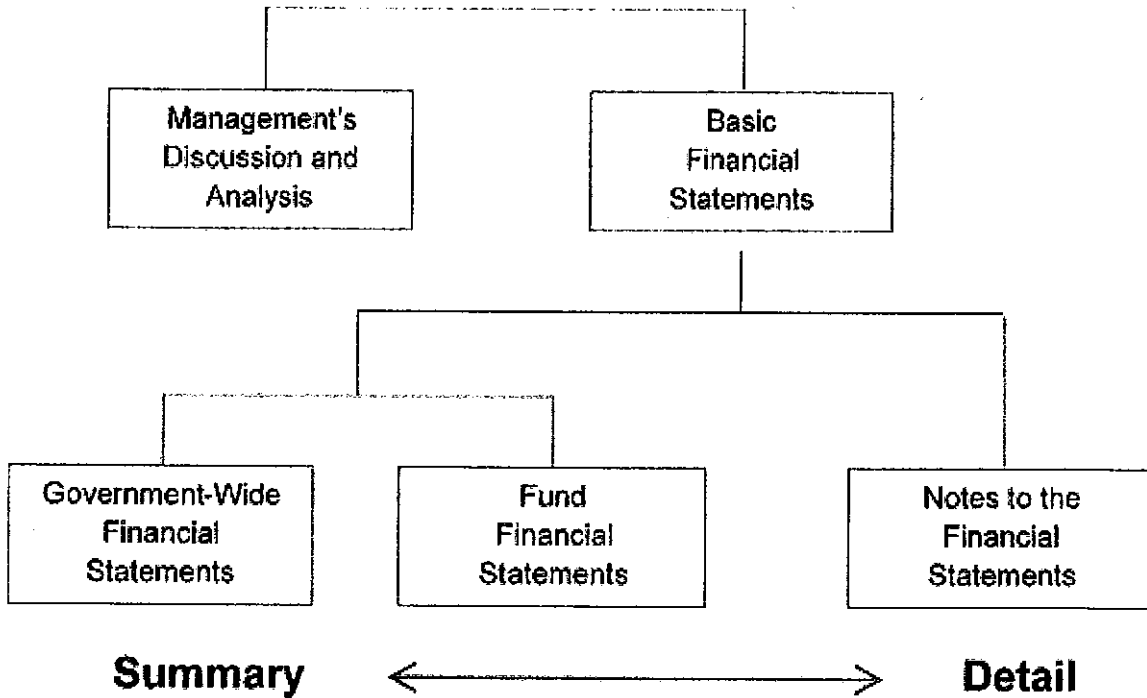 Management's
Discussion and
Analysis
Basic
Financial
Statements
Government-Wide
Financial
Statements
Fund
Financial
Statements
Notes to the
Financial
Statements
Summary
Detail